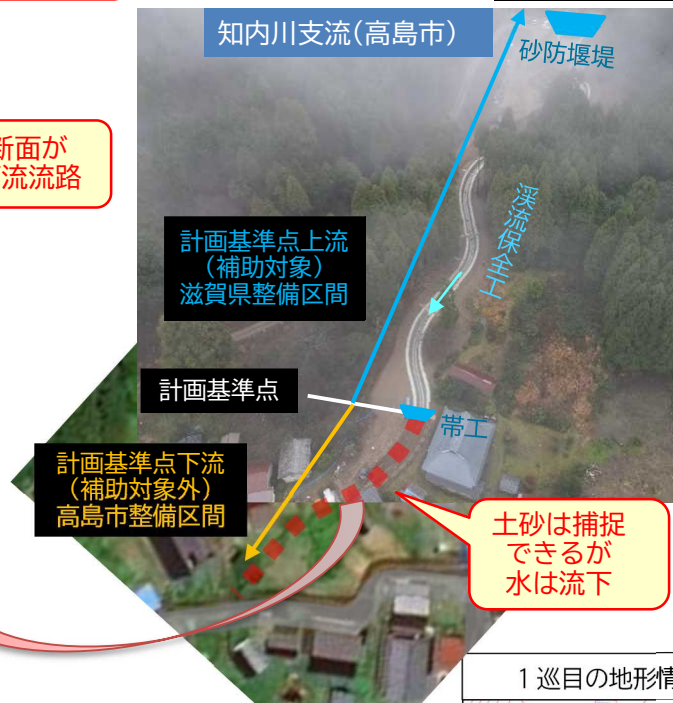 知内川支流(高島市)
砂防堰堤
断面が
流流路
渓流保全工
計画基準点上流
(補助対象)
滋賀県整備区間
計画基準点
帯工
計画基準点下流
(補助対象外)
高島市整備区間
土砂は捕捉
できるが
水は流下
1巡目の地形情